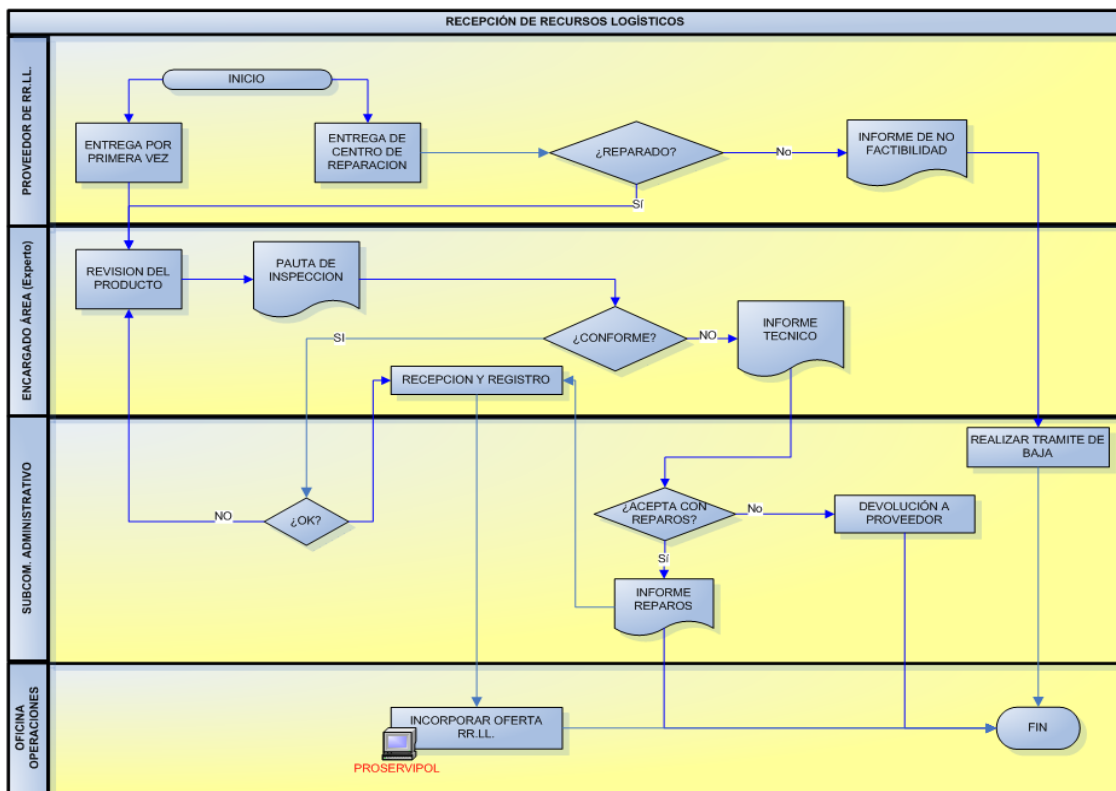 RECEPCIÓN DE RECURSOS LOGÍSTICOS
PROVEEDOR DE RR.LL.
INICIO
ENTREGA POR
PRIMERA VEZ
ENTREGA DE
CENTRO DE
REPARACION
¿REPARADO?
No
INFORME DE NO
FACTIBILIDAD
SÍ
ENCARGADO ÁREA (Experto)
REVISION DEL
PRODUCTO
PAUTA DE
INSPECCION
SI
¿CONFORME?
NO
INFORME
TECNICO
RECEPCION Y REGISTRO
SUBCOM. ADMINISTRATIVO
REALIZAR TRAMITE DE
BAJA
NO
¿OK?
¿ACEPTA CON
REPAROS?
No
DEVOLUCIÓN A
PROVEEDOR
SÍ
INFORME
REPAROS
OFICINA
OPERACIONES
INCORPORAR OFERTA
RR.LL.
PROSERVIPOL
FIN